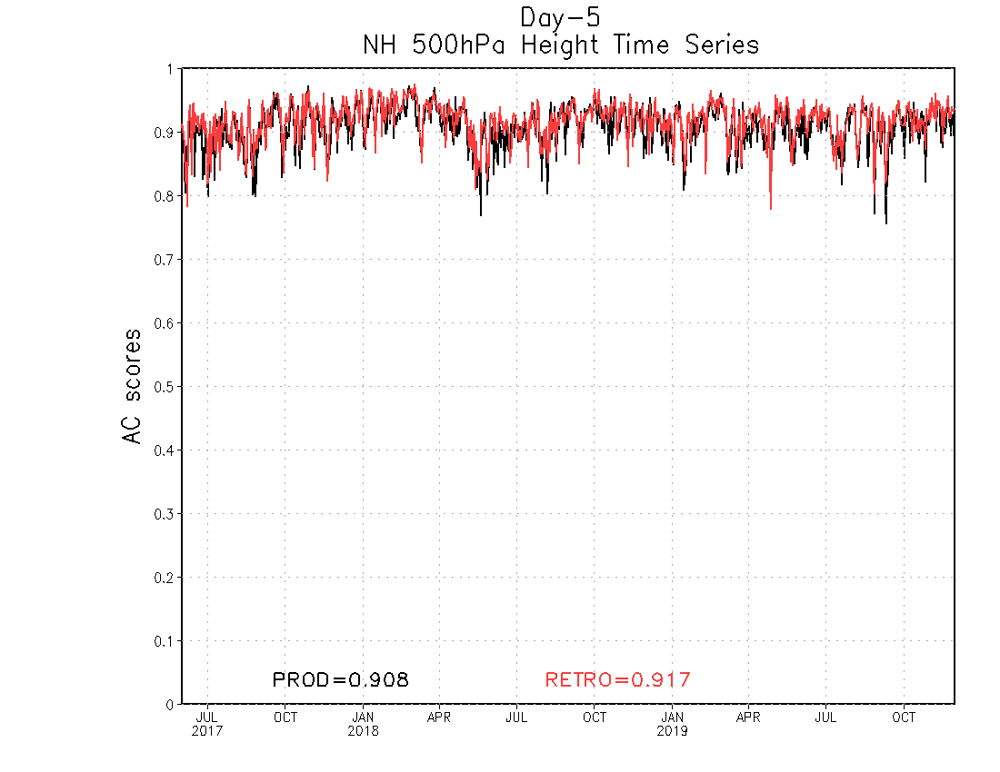 Day-5
NH 500hPa Height Time Series
1
0.9
0.8
0.7
0.6
0.5
0.4
0.3
0.2
0.1
0
AC scores
PROD=0.908
RETRO=0.917
JUL OCT JAN APR JUL OCT JAN APR JUL OCT
2017 2018 2019